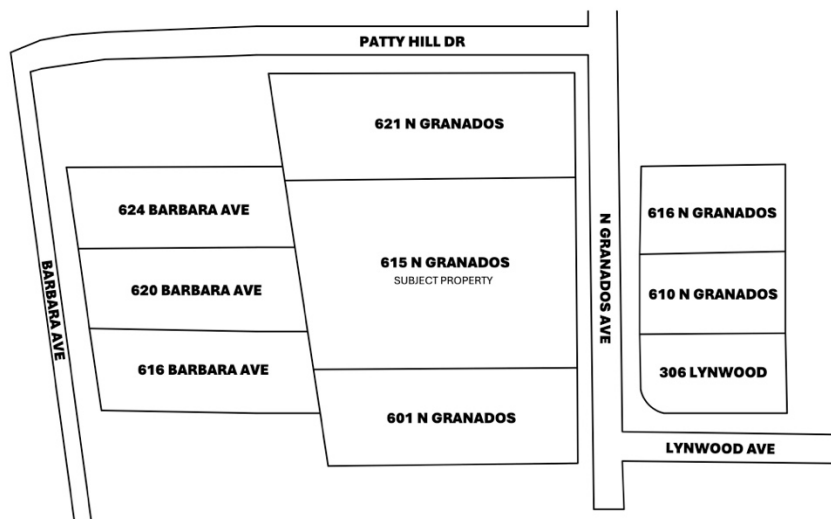 PATTY HILL DR
621 N GRANADOS
624 BARBARA AVE
616 N GRANADOS
615 N GRANADOS
SUBJECT PROPERTY
N GRANADOS AVE
620 BARBARA AVE
610 N GRANADOS
BARBARA AVE
616 BARBARA AVE
306 LYNWOOD
601 N GRANADOS
LYNWOOD AVE